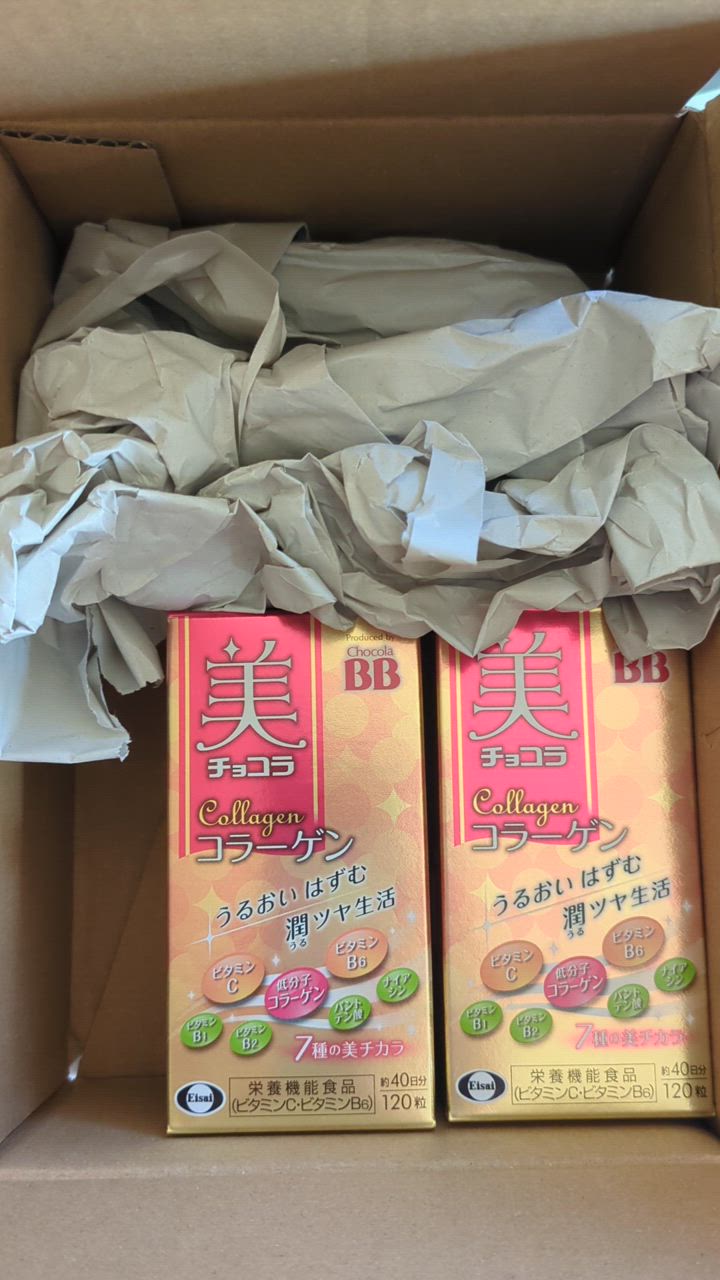 Produced by
Chocola
BB
美
チョコラ
Collagen
コラーゲン
うるおい はずむ
潤ツヤ生活
うる
ビタミン
C
ビタミン
B6
低分子
コラーゲン
ナイア
シン
パント
テン酸
ビタミン
B1
ビタミン
B2
7種の美チカラ
Eisai
栄養機能食品
(ビタミンC・ビタミンB6)
約40日分
120粒
BB
美
チョコラ
Collagen
コラーゲン
うるおい はずむ
潤ツヤ生活
うる
ビタミン
C
ビタミン
B6
低分子
コラーゲン
ナイア
シン
パント
テン酸
ビタミン
B1
ビタミン
B2
7種の美チカラ
Eisai
栄養機能食品
(ビタミンC・ビタミンB6)
約40日分
120粒